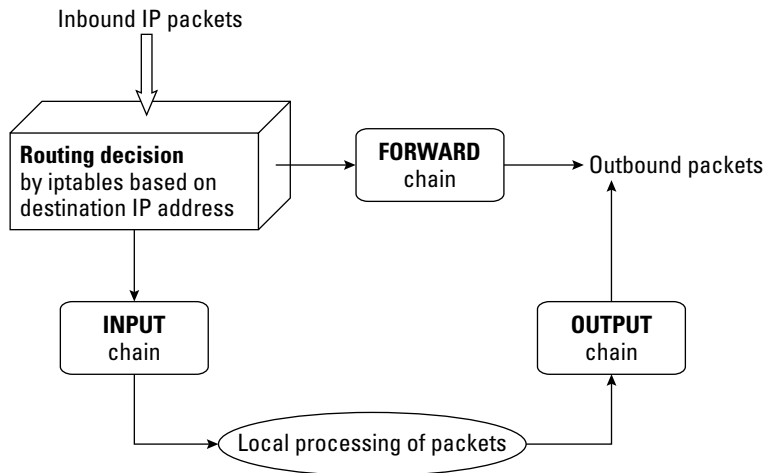 Inbound IP packets
Routing decision
by iptables based on
destination IP address
FORWARD
chain
Outbound packets
INPUT
chain
OUTPUT
chain
Local processing of packets